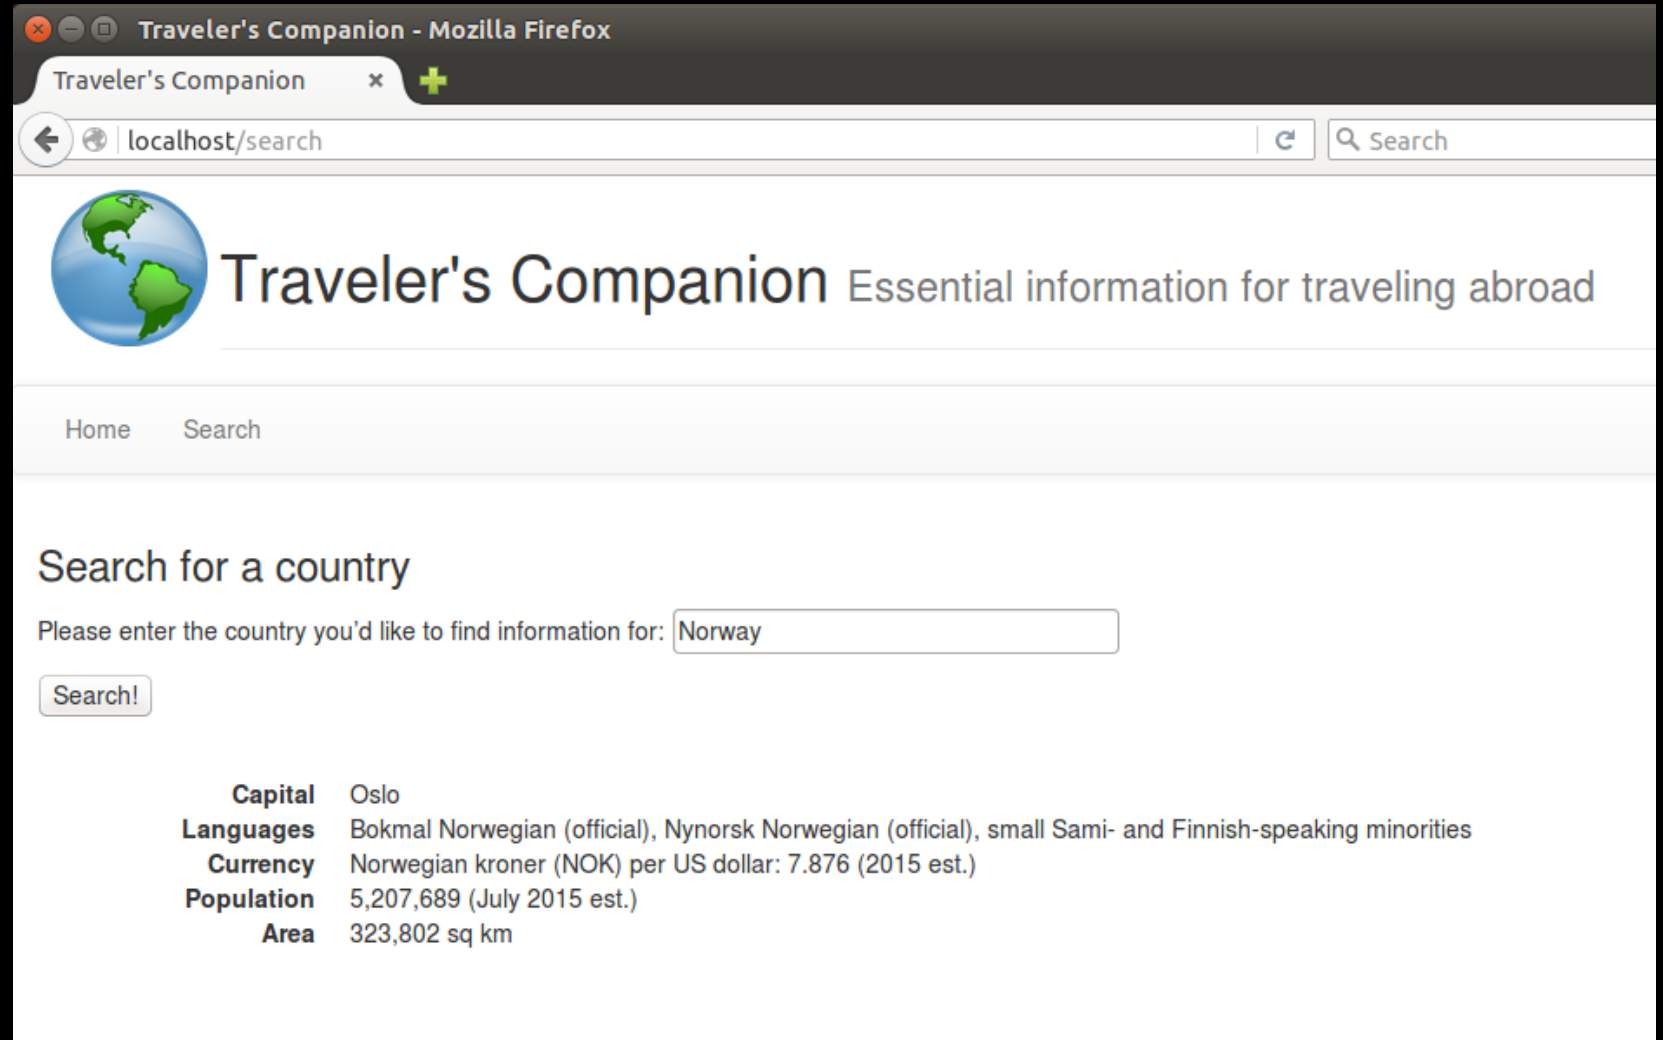 Traveler's Companion - Mozilla Firefox
Traveler's Companion
localhost/search
Search
Traveler's Companion Essential information for traveling abroad
Home Search
Search for a country
Please enter the country you’d like to find information for: Norway
Search!
Capital Oslo
Languages Bokmal Norwegian (official), Nynorsk Norwegian (official), small Sami- and Finnish-speaking minorities
Currency Norwegian kroner (NOK) per US dollar: 7.876 (2015 est.)
Population 5,207,689 (July 2015 est.)
Area 323,802 sq km